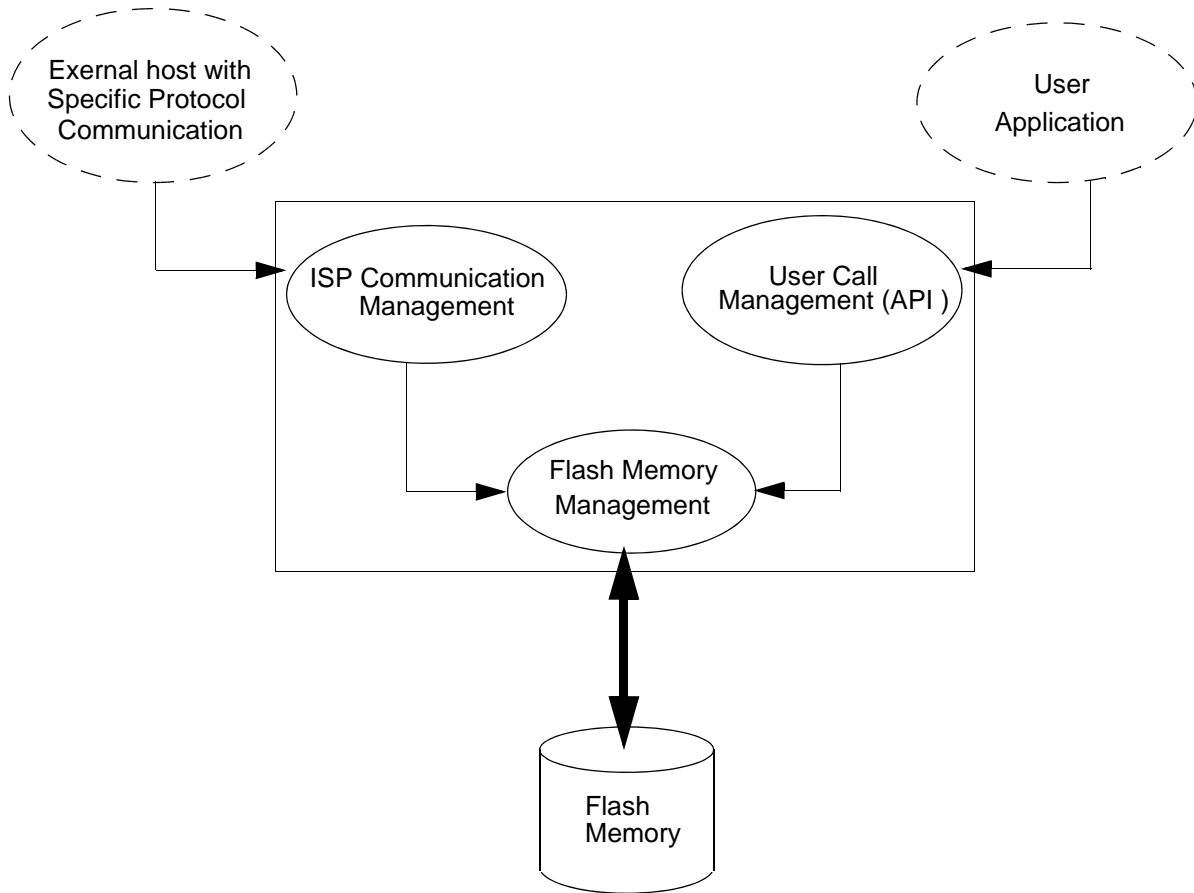 Exernal host with
Specific Protocol
Communication
User
Application
ISP Communication
Management
User Call
Management (API )
Flash Memory
Management
Flash
Memory